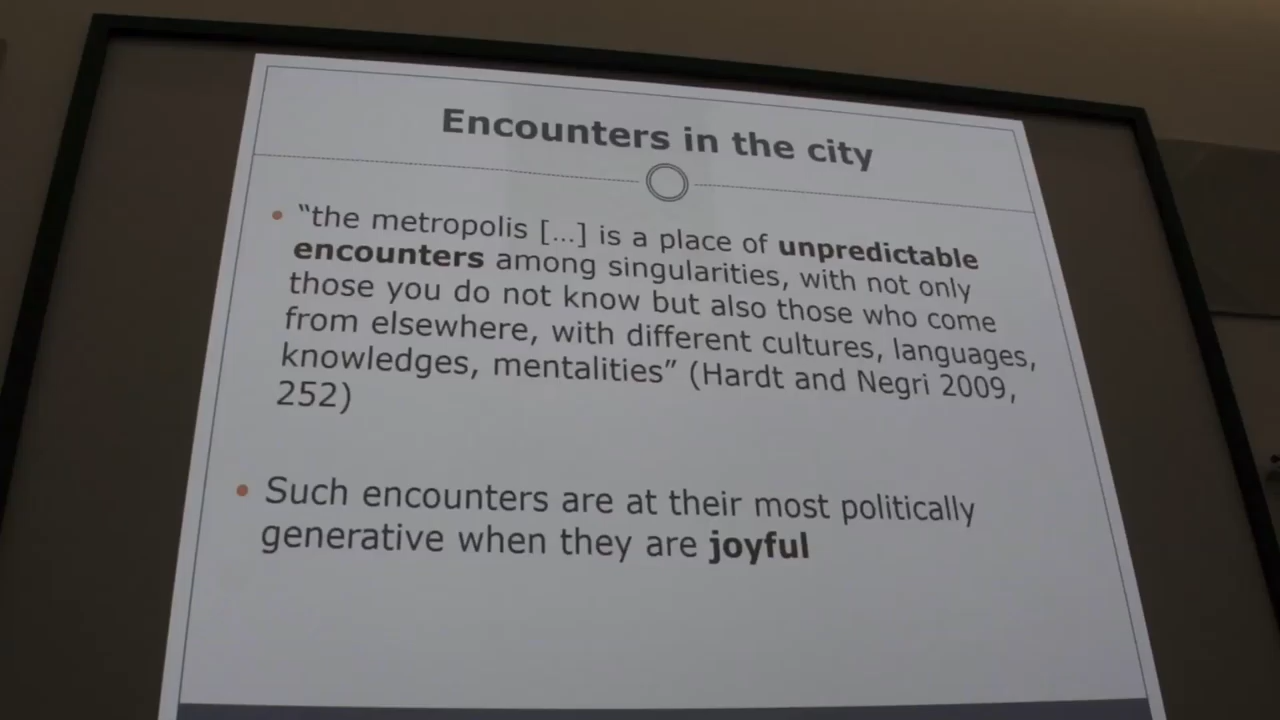 Encounters in the city
• “the metropolis [...] is a place of unpredictable
encounters among singularities, with not only
those you do not know but also those who come
from elsewhere, with different cultures, languages,
knowledges, mentalities” (Hardt and Negri 2009,
252)
• Such encounters are at their most politically
generative when they are joyful